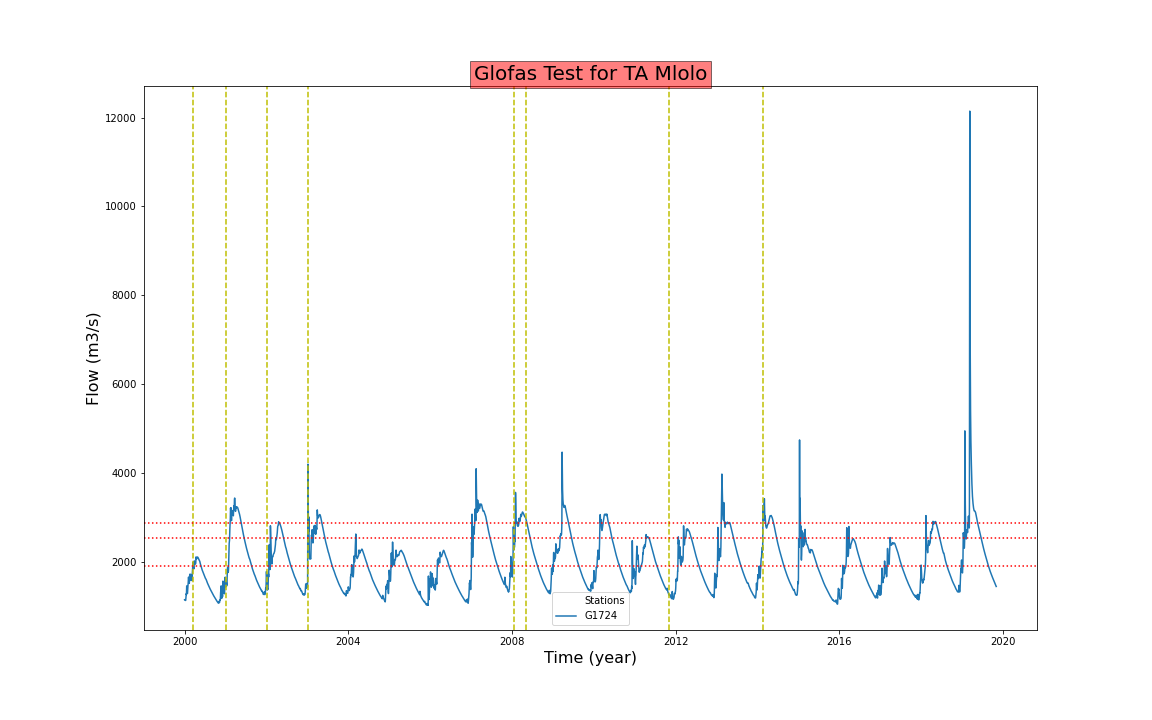 Glofas Test for TA Mlolo
12000
10000
8000
6000
4000
2000
Flow (m3/s)
Stations
G1724
2000 2004 2008 2012 2016 2020
Time (year)